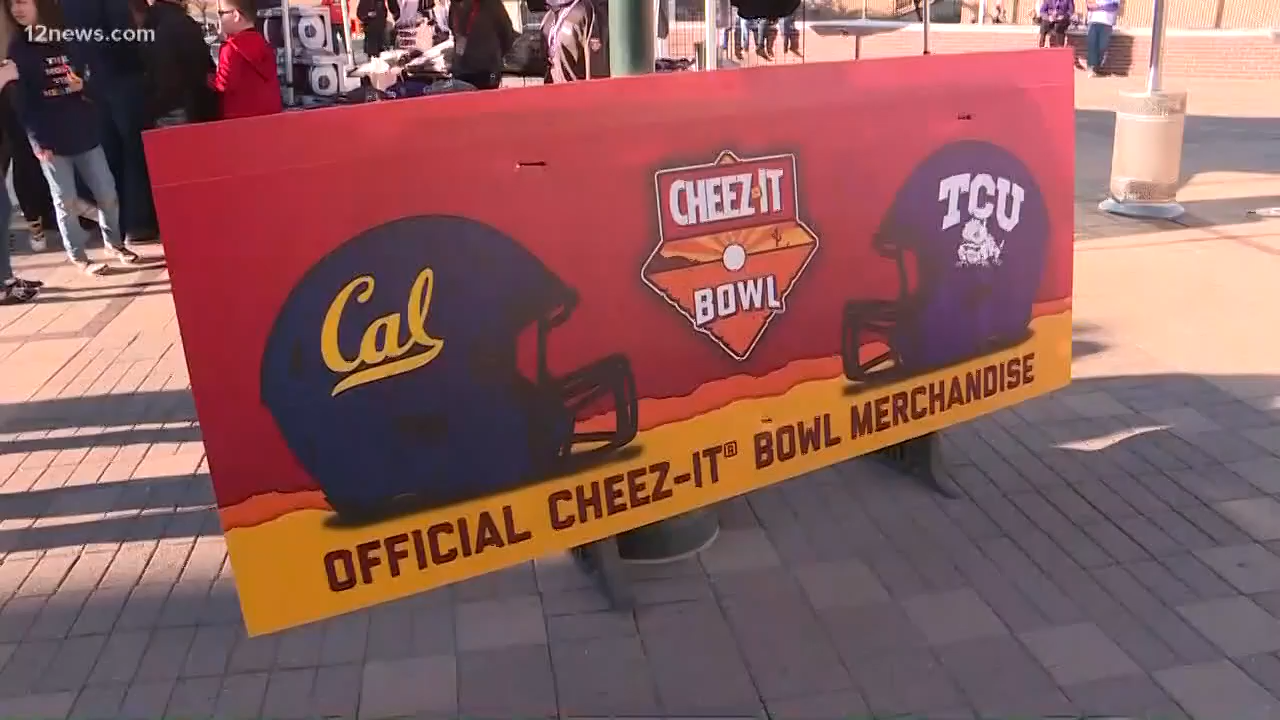 12news.com
Cal
CHEEZ-IT
BOWL
TCU
OFFICIAL CHEEZ-IT® BOWL MERCHANDISE